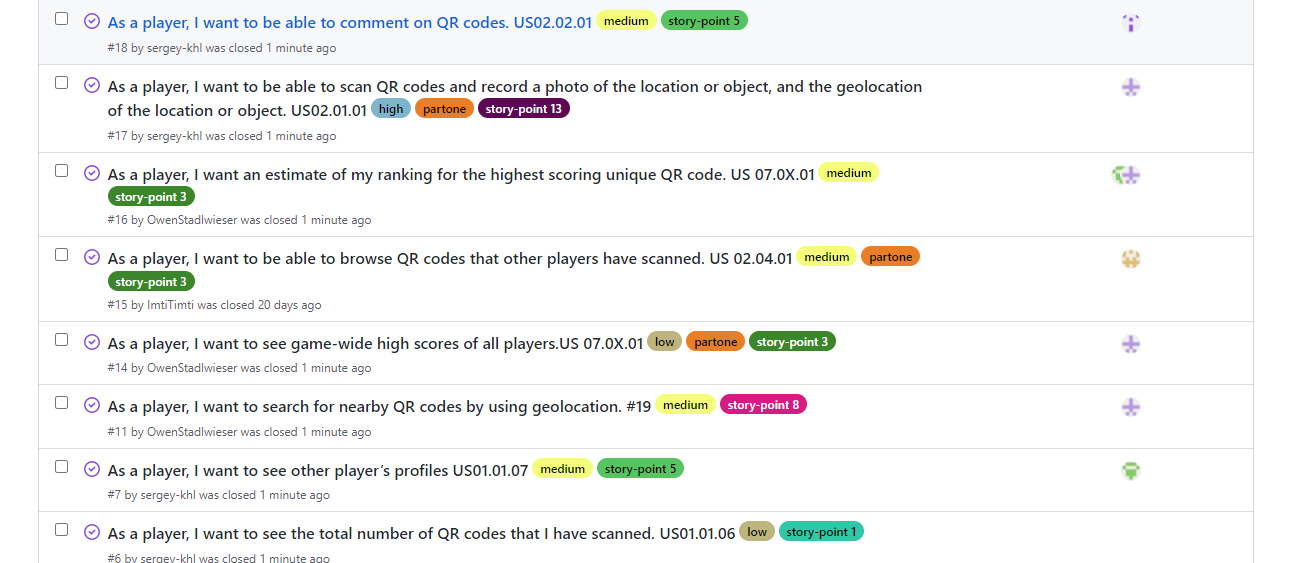 As a player, I want to be able to comment on QR codes. US02.02.01 medium story-point 5
#18 by sergey-khl was closed 1 minute ago
As a player, I want to be able to scan QR codes and record a photo of the location or object, and the geolocation
of the location or object. US02.01.01 high partone story-point 13
#17 by sergey-khl was closed 1 minute ago
As a player, I want an estimate of my ranking for the highest scoring unique QR code. US 07.0X.01 medium
story-point 3
#16 by OwenStadlwieser was closed 1 minute ago
As a player, I want to be able to browse QR codes that other players have scanned. US 02.04.01 medium partone
story-point 3
#15 by ImtiTimti was closed 20 days ago
As a player, I want to see game-wide high scores of all players.US 07.0X.01 low partone story-point 3
#14 by OwenStadlwieser was closed 1 minute ago
As a player, I want to search for nearby QR codes by using geolocation. #19 medium story-point 8
#11 by OwenStadlwieser was closed 1 minute ago
As a player, I want to see other player’s profiles US01.01.07 medium story-point 5
#7 by sergey-khl was closed 1 minute ago
As a player, I want to see the total number of QR codes that I have scanned. US01.01.06 low story-point 1
#6 by sergey-khl was closed 1 minute ago